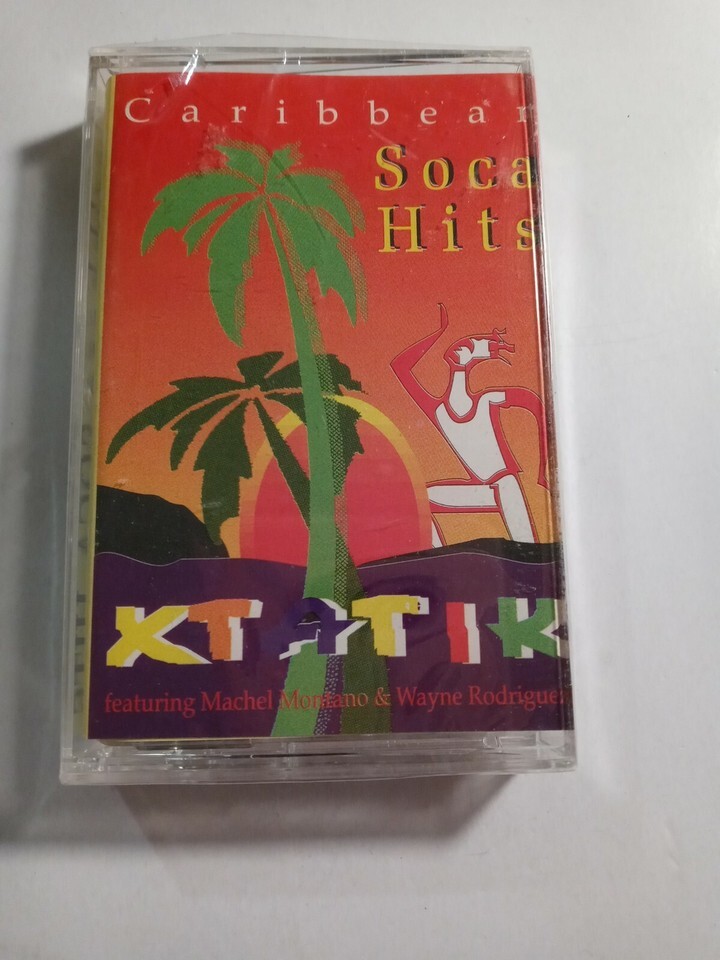 Caribbean
Soca
Hits
XTATIK
featuring Machel Montano & Wayne Rodriguez